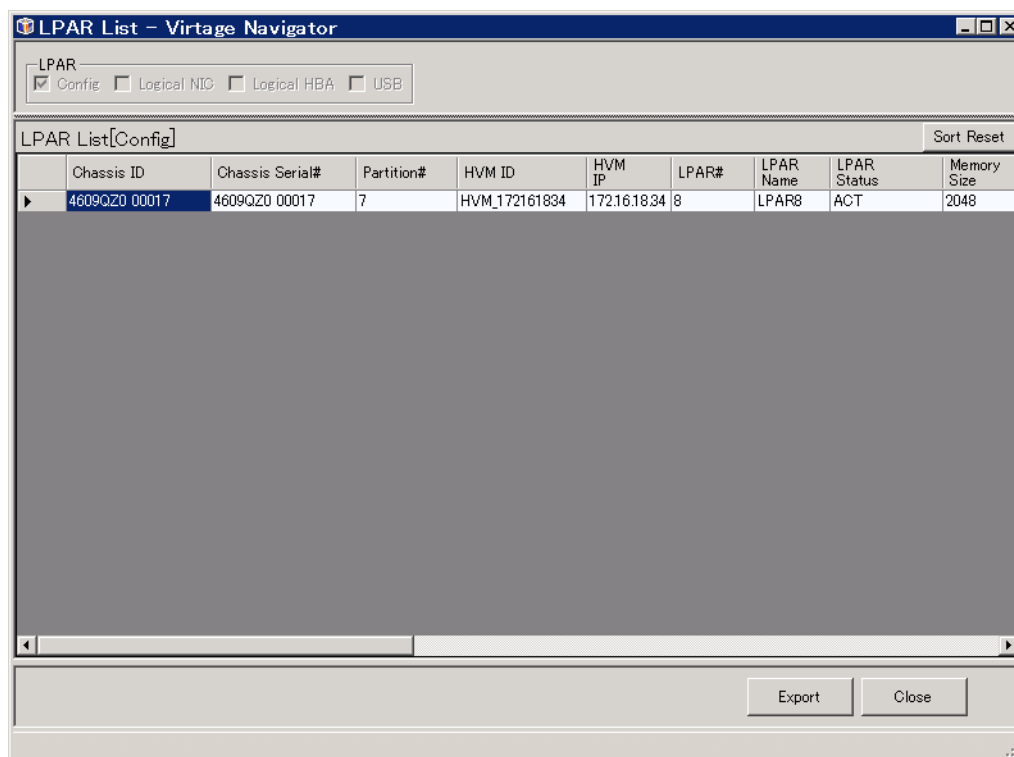 LPAR List - Virtage Navigator
LPAR
Config Logical NIC Logical HBA USB
LPAR List[Config] Sort Reset
Chassis ID Chassis Serial# Partition# HVM ID HVM IP LPAR# LPAR Name LPAR Status Memory Size
4609QZ0 00017 4609QZ0 00017 7 HVM_172161834 172.16.18.34 8 LPAR8 ACT 2048
Export Close